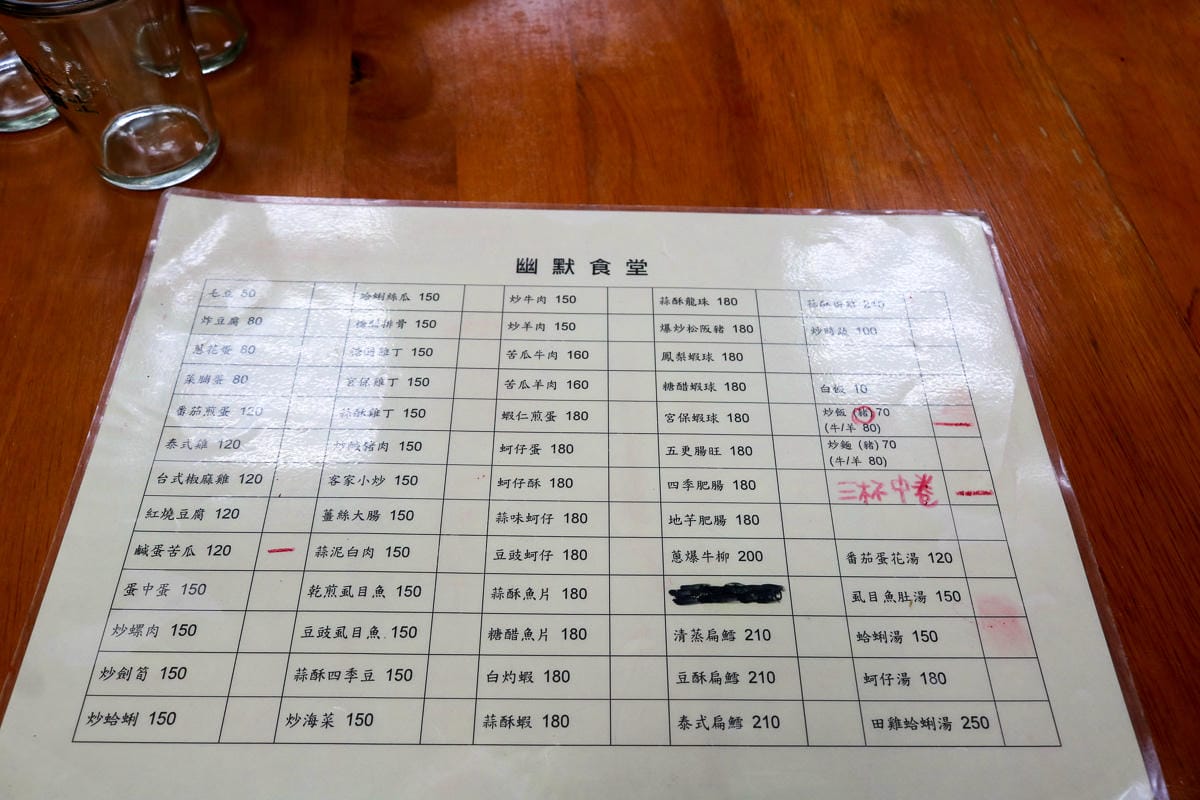 幽默食堂
毛豆 50
炸豆腐 80
蔥花蛋 80
菜脯蛋 80
番茄煎蛋 120
泰式雞 120
台式椒麻雞 120
紅燒豆腐 120
鹹蛋苦瓜 120
蛋中蛋 150
炒螺肉 150
炒劍筍 150
炒蛤蜊 150
蛤蜊絲瓜 150
排骨 150
雞丁 150
宮保雞丁 150
蒜酥雞丁 150
炒鹹豬肉 150
客家小炒 150
薑絲大腸 150
蒜泥白肉 150
乾煎虱目魚 150
豆豉虱目魚 150
蒜酥四季豆 150
炒海菜 150
炒牛肉 150
炒羊肉 150
苦瓜牛肉 160
苦瓜羊肉 160
蝦仁煎蛋 180
蚵仔蛋 180
蚵仔酥 180
蒜味蚵仔 180
豆豉蚵仔 180
蒜酥魚片 180
糖醋魚片 180
白灼蝦 180
蒜酥蝦 180
蒜酥龍珠 180
爆炒松阪豬 180
鳳梨蝦球 180
糖醋蝦球 180
宮保蝦球 180
五更腸旺 180
四季肥腸 180
地芋肥腸 180
蔥爆牛柳 200
清蒸扁鱈 210
豆酥扁鱈 210
泰式扁鱈 210
蒜酥 210
炒時蔬 100
白飯 10
炒飯 (豬) 70
(牛/羊 80)
炒麵 (豬) 70
(牛/羊 80)
三杯中卷
番茄蛋花湯 120
虱目魚肚湯 150
蛤蜊湯 150
蚵仔湯 180
田雞蛤蜊湯 250